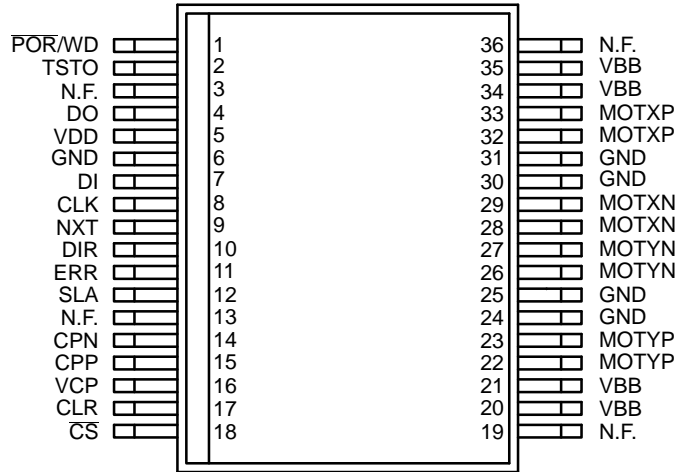 POR/WD 1 36 N.F.
TSTO 2 35 VBB
N.F. 3 34 VBB
DO 4 33 MOTXP
VDD 5 32 MOTXP
GND 6 31 GND
DI 7 30 GND
CLK 8 29 MOTXN
NXT 9 28 MOTXN
DIR 10 27 MOTYN
ERR 11 26 MOTYN
SLA 12 25 GND
N.F. 13 24 GND
CPN 14 23 MOTYP
CPP 15 22 MOTYP
VCP 16 21 VBB
CLR 17 20 VBB
CS 18 19 N.F.